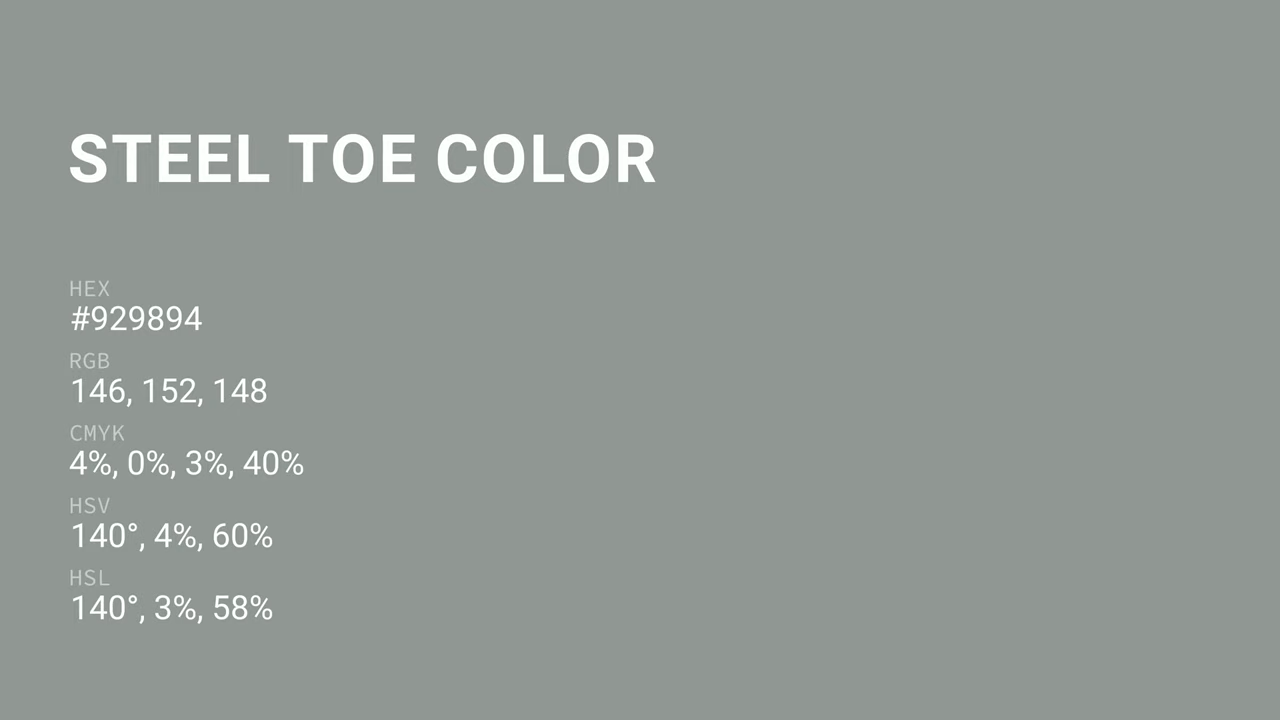 STEEL TOE COLOR
HEX
#929894
RGB
146, 152, 148
CMYK
4%, 0%, 3%, 40%
HSV
140°, 4%, 60%
HSL
140°, 3%, 58%